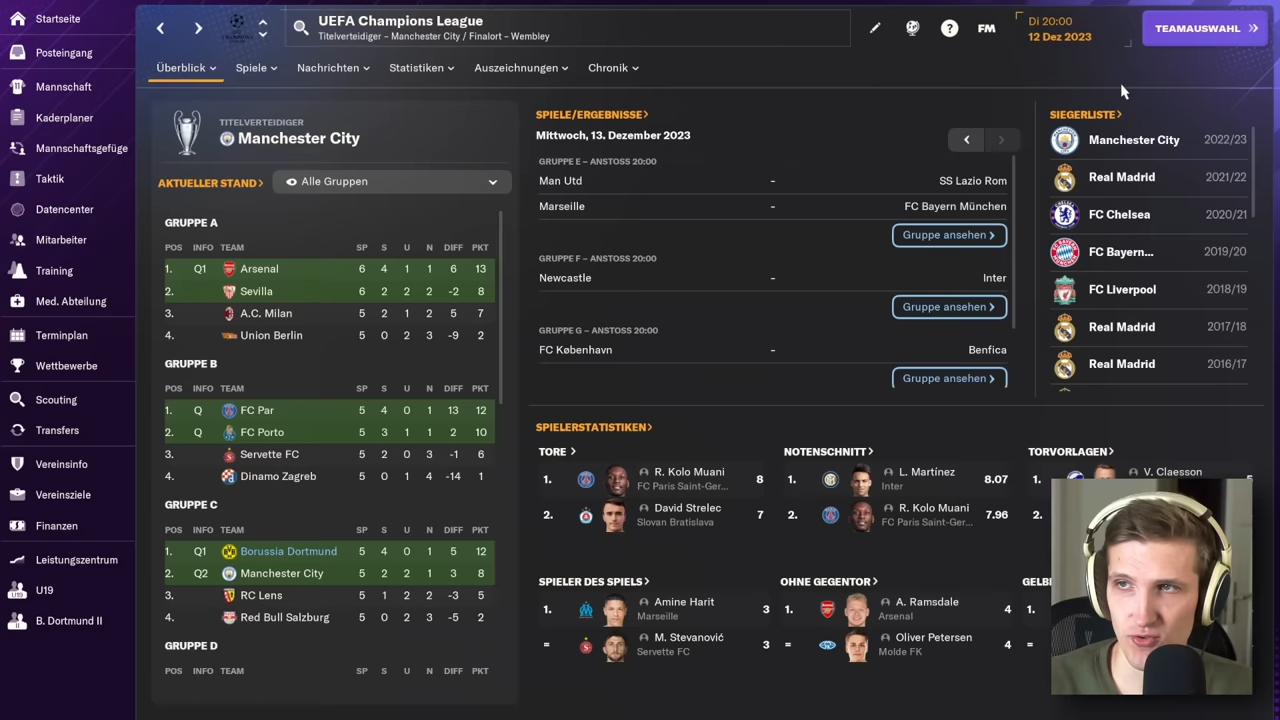 Startseite
Posteingang
Mannschaft
Kaderplaner
Mannschaftsgefüge
Taktik
Datencenter
Mitarbeiter
Training
Med. Abteilung
Terminplan
Wettbewerbe
Scouting
Transfers
Vereinsinfo
Vereinsziele
Finanzen
Leistungszentrum
U19
B. Dortmund II
UEFA Champions League
Titelverteidiger – Manchester City / Finalort - Wembley
? FM
Di 20:00
12 Dez 2023
TEAMAUSWAHL
Überblick Spiele Nachrichten Statistiken Auszeichnungen Chronik
TITELVERTEIDIGER
Manchester City
AKTUELLER STAND Alle Gruppen
GRUPPE A
POS INFO TEAM SP S U N DIFF PKT
1. Q1 Arsenal 6 4 1 1 6 13
2. Sevilla 6 2 2 2 -2 8
3. A.C. Milan 5 2 1 2 5 7
4. Union Berlin 5 0 2 3 -9 2
GRUPPE B
POS INFO TEAM SP S U N DIFF PKT
1. Q FC Par 5 4 0 1 13 12
2. Q FC Porto 5 3 1 1 2 10
3. Servette FC 5 2 0 3 -1 6
4. Dinamo Zagreb 5 0 1 4 -14 1
GRUPPE C
POS INFO TEAM SP S U N DIFF PKT
1. Q1 Borussia Dortmund 5 4 0 1 5 12
2. Q2 Manchester City 5 2 2 1 3 8
3. RC Lens 5 1 2 2 -3 5
4. Red Bull Salzburg 5 0 2 3 -5 2
GRUPPE D
POS INFO TEAM SP S U N DIFF PKT
SPIELE/ERGEBNISSE
Mittwoch, 13. Dezember 2023
GRUPPE E – ANSTOSS 20:00
Man Utd - SS Lazio Rom
Marseille - FC Bayern München
Gruppe ansehen
GRUPPE F – ANSTOSS 20:00
Newcastle - Inter
Gruppe ansehen
GRUPPE G – ANSTOSS 20:00
FC København - Benfica
Gruppe ansehen
SIEGERLISTE
Manchester City 2022/23
Real Madrid 2021/22
FC Chelsea 2020/21
FC Bayern... 2019/20
FC Liverpool 2018/19
Real Madrid 2017/18
Real Madrid 2016/17
SPIELERSTATISTIKEN
TORE
1. R. Kolo Muani 8
FC Paris Saint-Ger...
2. David Strelec 7
Slovan Bratislava
NOTENSCHNITT
1. L. Martínez 8.07
Inter
2. R. Kolo Muani 7.96
FC Paris Saint-Ger...
TORVORLAGEN
1. V. Claesson
2.
SPIELER DES SPIELS
1. Amine Harit 3
Marseille
= M. Stevanović 3
Servette FC
OHNE GEGENTOR
1. A. Ramsdale 4
Arsenal
= Oliver Petersen 4
Molde FK
GELB
1.
=